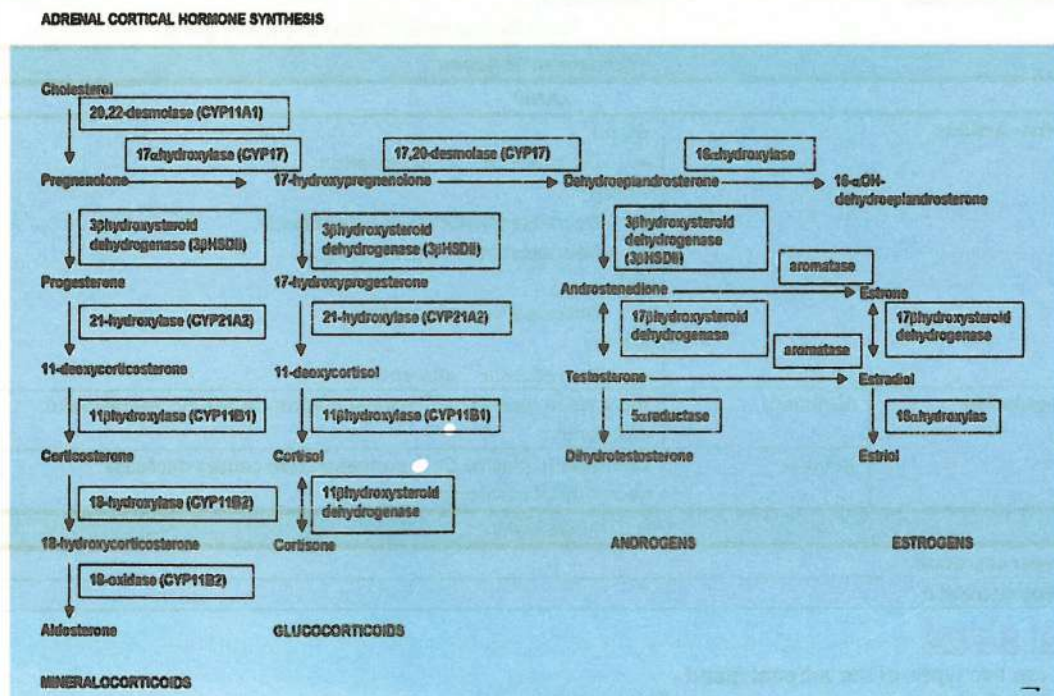 ADRENAL CORTICAL HORMONE SYNTHESIS
Cholesterol
20,22-desmolase (CYP11A1)
17αhydroxylase (CYP17)
17,20-desmolase (CYP17)
16αhydroxylase
Pregnenolone
17-hydroxypregnenolone
Dehydroepiandrosterone
16-αOH-
dehydroepiandrosterone
3βhydroxysteroid
dehydrogenase (3βHSDII)
3βhydroxysteroid
dehydrogenase (3βHSDII)
3βhydroxysteroid
dehydrogenase
(3βHSDII)
aromatase
Progesterone
17-hydroxyprogesterone
Androstenedione
Estrone
21-hydroxylase (CYP21A2)
21-hydroxylase (CYP21A2)
17βhydroxysteroid
dehydrogenase
17βhydroxysteroid
dehydrogenase
aromatase
11-deoxycorticosterone
11-deoxycortisol
Testosterone
Estradiol
11βhydroxylase (CYP11B1)
11βhydroxylase (CYP11B1)
5αreductase
16αhydroxylas
Corticosterone
Cortisol
Dihydrotestosterone
Estriol
18-hydroxylase (CYP11B2)
11βhydroxysteroid
dehydrogenase
18-hydroxycorticosterone
Cortisone
ANDROGENS
ESTROGENS
18-oxidase (CYP11B2)
Aldosterone
GLUCOCORTICOIDS
MINERALOCORTICOIDS